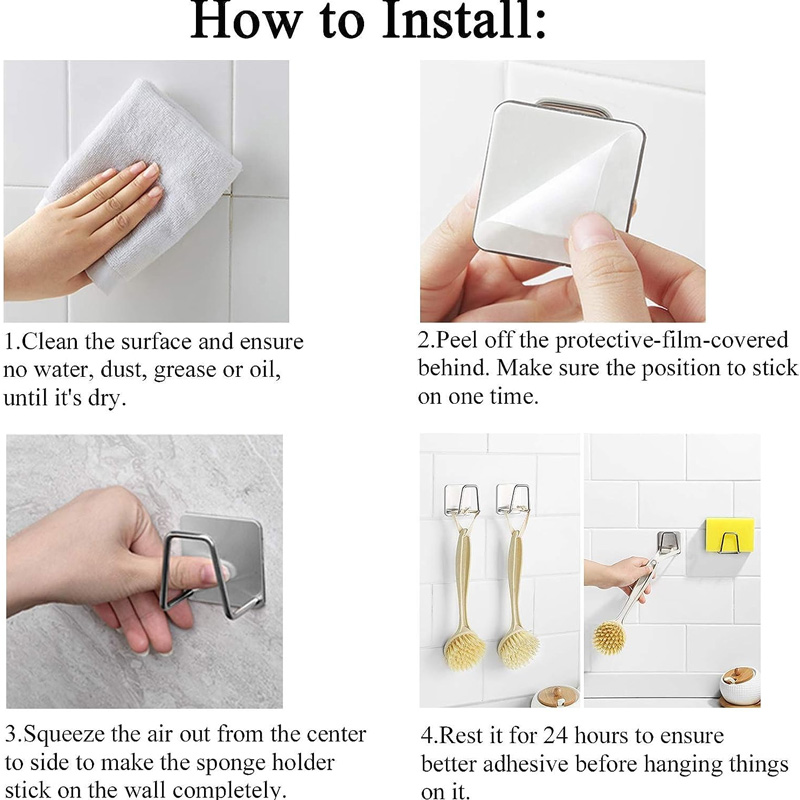 How to Install:
1.Clean the surface and ensure
no water, dust, grease or oil,
until it's dry.
2.Peel off the protective-film-covered
behind. Make sure the position to stick
on one time.
3.Squeeze the air out from the center
to side to make the sponge holder
stick on the wall completely.
4.Rest it for 24 hours to ensure
better adhesive before hanging things
on it.